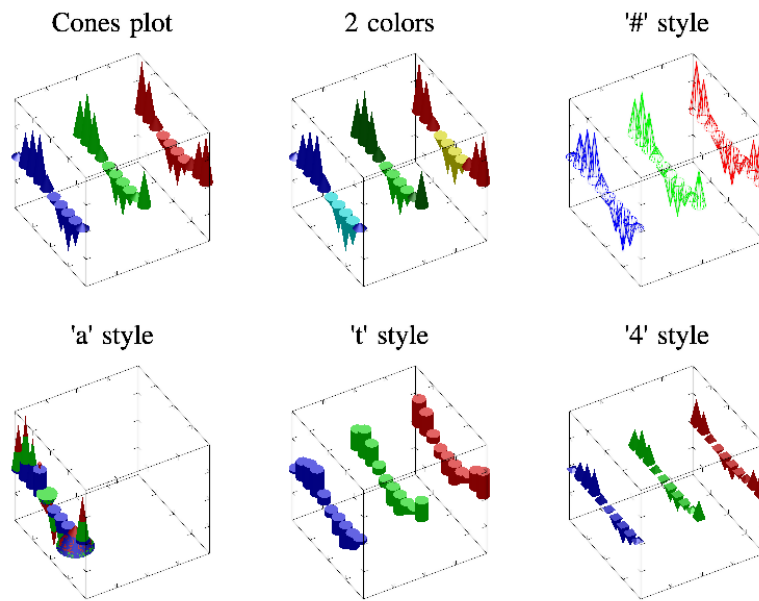 Cones plot
2 colors
'#' style
'a' style
't' style
'4' style